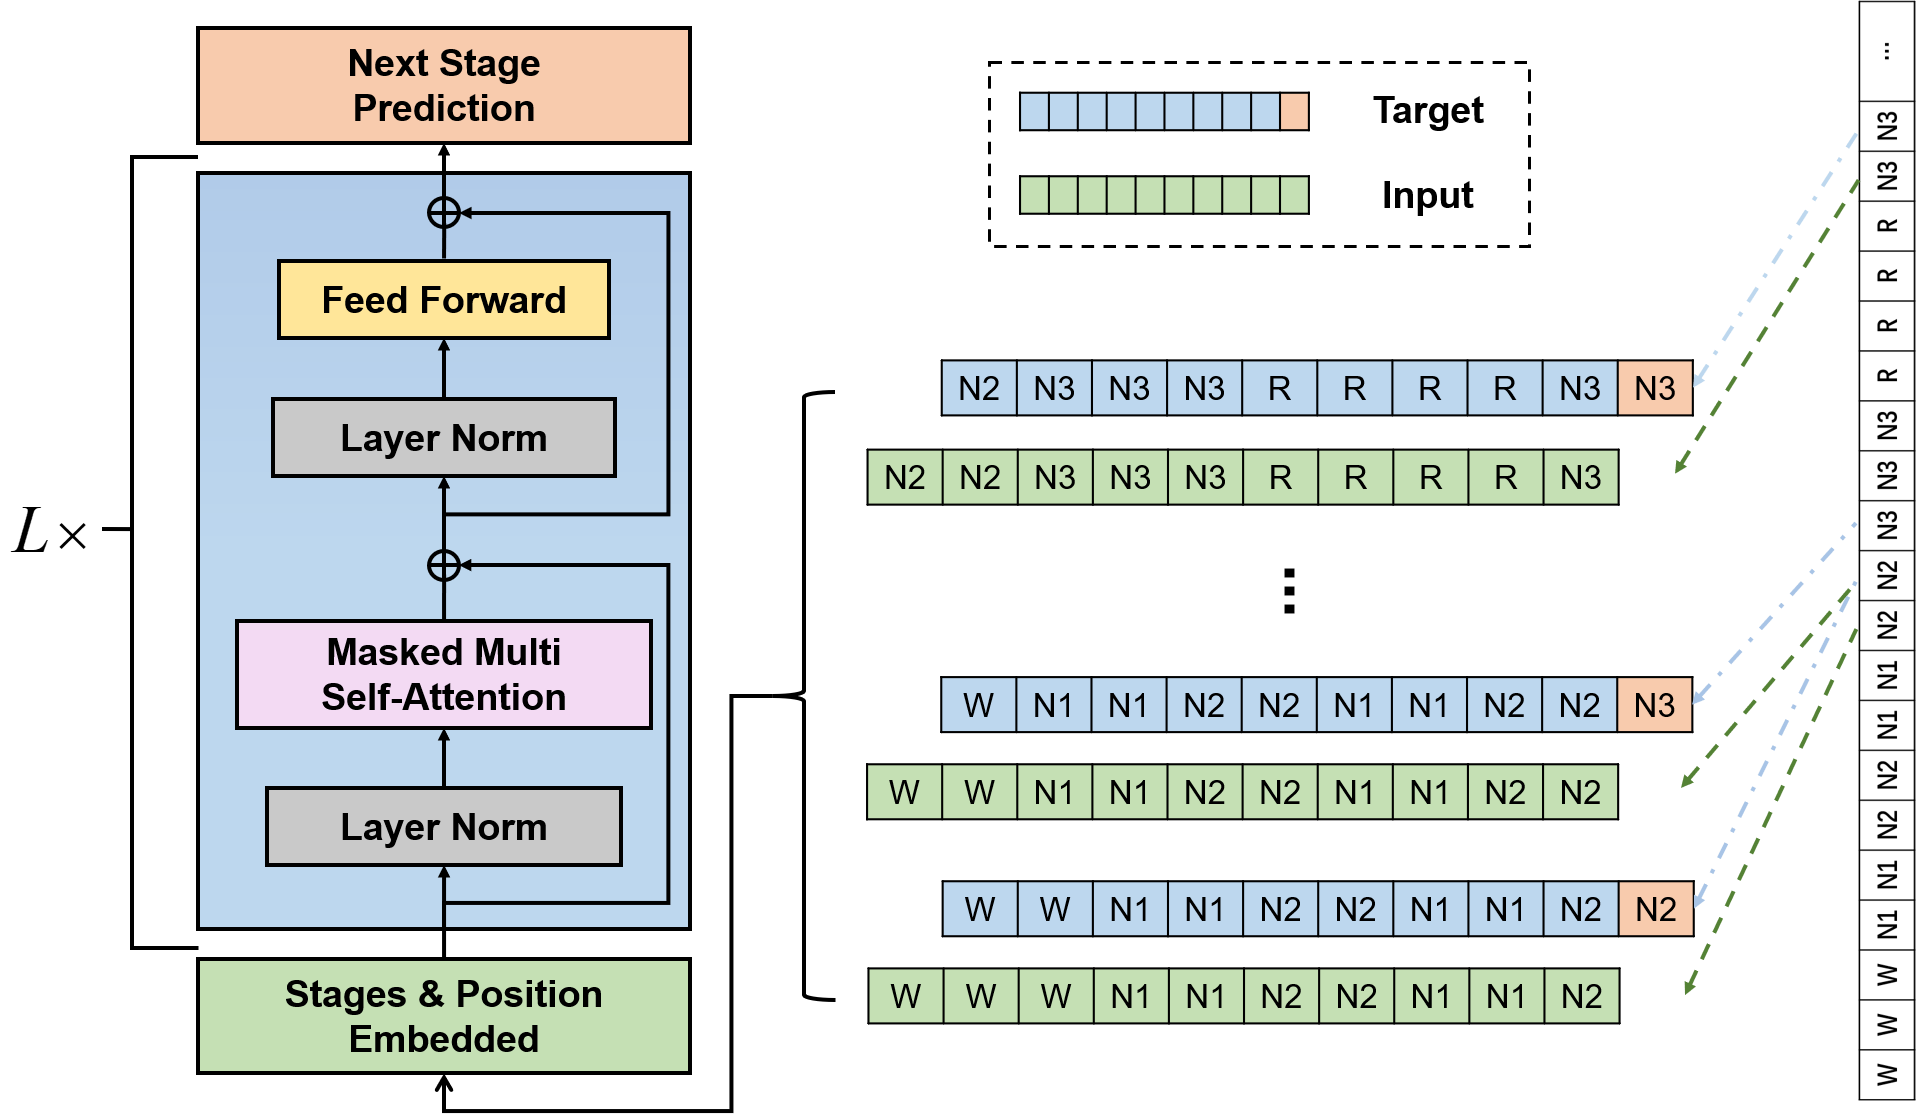 Next Stage
Prediction
Feed Forward
Layer Norm
Masked Multi
Self-Attention
Layer Norm
Stages & Position
Embedded
L×
Target
Input
N2 N3 N3 N3 R R R R N3 N3
N2 N2 N3 N3 N3 R R R R N3
⋮
W N1 N1 N2 N2 N1 N1 N2 N2 N3
W W N1 N1 N2 N2 N1 N1 N2 N2
W W N1 N1 N2 N2 N1 N1 N2 N2
W W W N1 N1 N2 N2 N1 N1 N2
W W W N1 N1 N2 N2 N1 N1 N2 N2 N3 N3 N3 R R R R N3 N3 ...